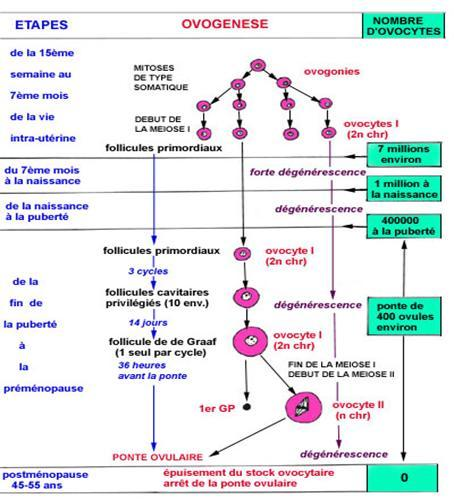 ETAPES
OVOGENESE
NOMBRE
D'OVOCYTES
de la 15ème
semaine au
7ème mois
de la vie
intra-utérine
MITOSES
DE TYPE
SOMATIQUE
ovogonies
DEBUT DE
LA MEIOSE I
ovocytes I
(2n chr)
follicules primordiaux
7 millions
environ
du 7ème mois
à la naissance
forte dégénérescence
1 million à
la naissance
de la naissance
à la puberté
dégénérescence
400000
à la puberté
follicules primordiaux
ovocyte I
(2n chr)
3 cycles
de la
fin de
la puberté
à
la
préménopause
follicules cavitaires
privilégiés (10 env.)
dégénérescence
ponte de
400 ovules
environ
14 jours
follicule de de Graaf
(1 seul par cycle)
ovocyte I
(2n chr)
36 heures
avant la ponte
FIN DE LA MEIOSE I
DEBUT DE LA MEIOSE II
1er GP
ovocyte II
(n chr)
PONTE OVULAIRE
dégénérescence
postménopause
45-55 ans
épuisement du stock ovocytaire
arrêt de la ponte ovulaire
0